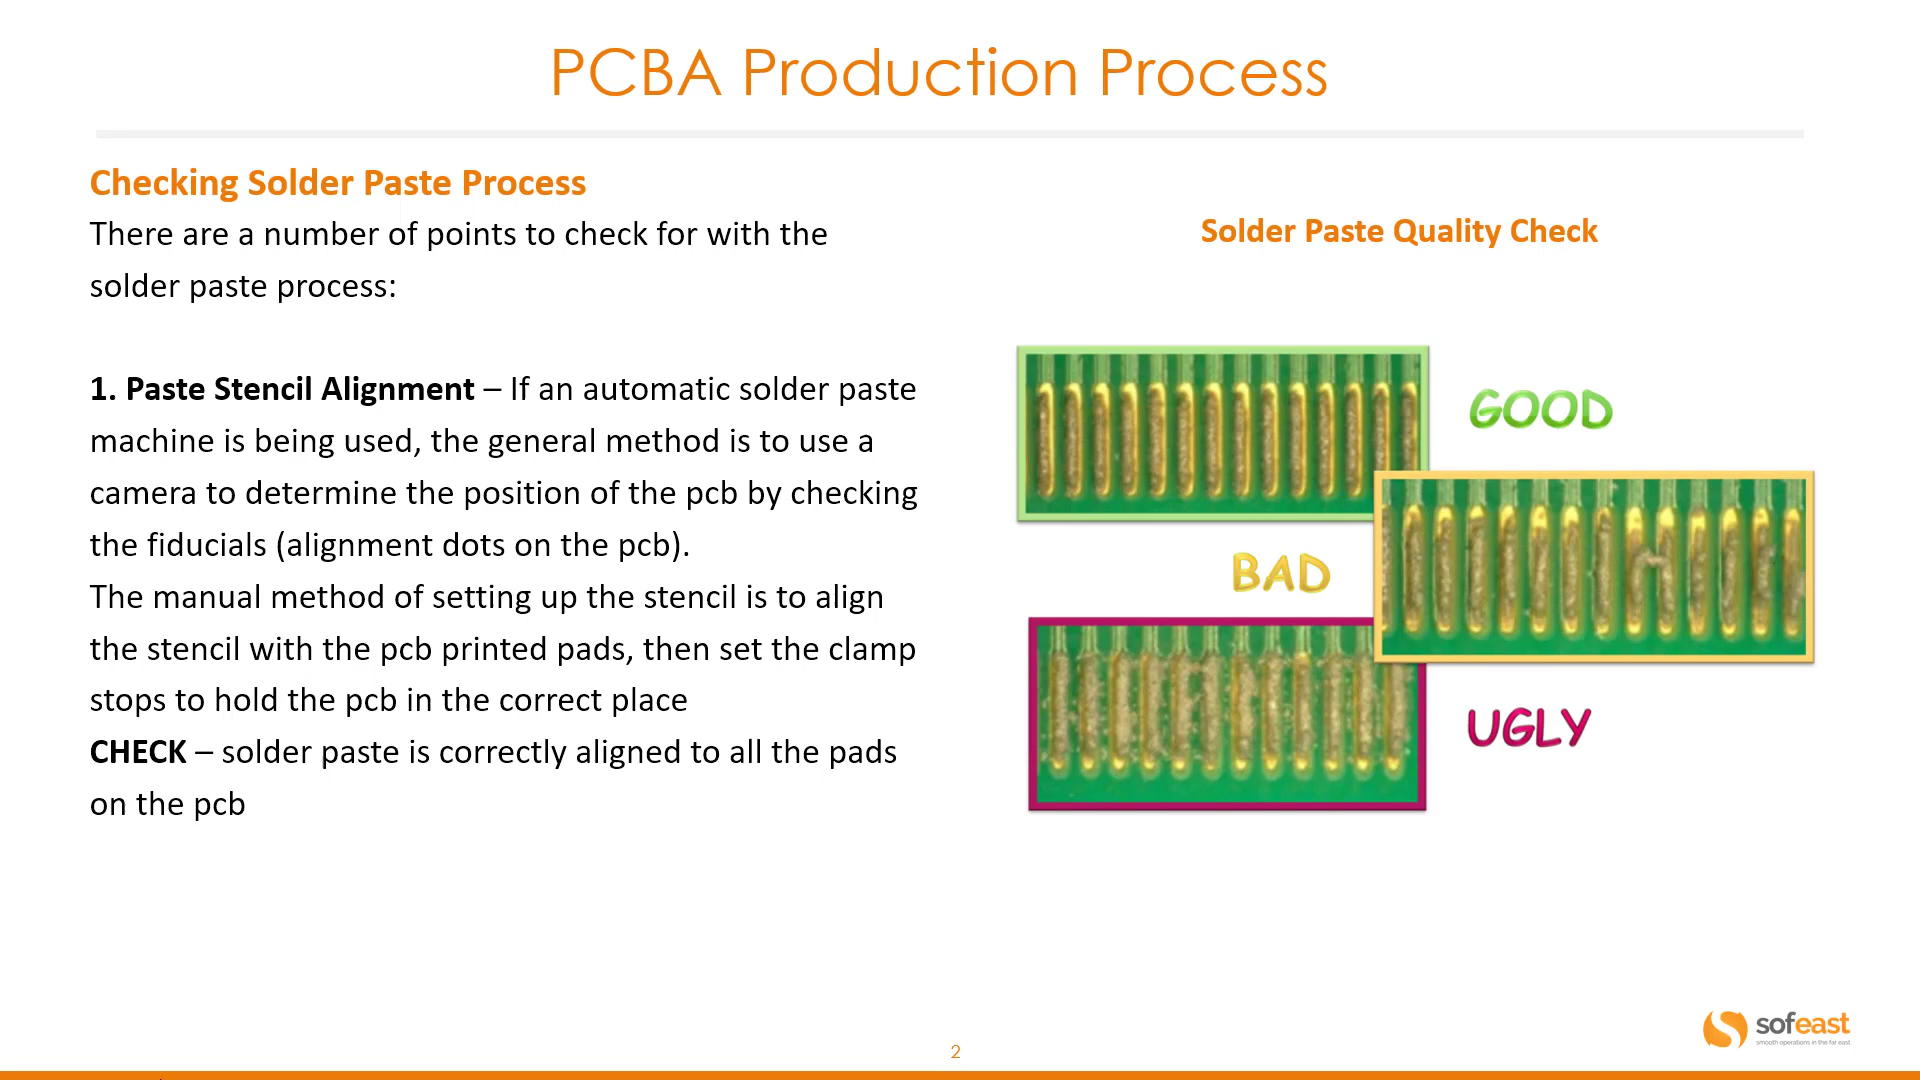 PCBA Production Process
Checking Solder Paste Process
There are a number of points to check for with the
solder paste process:
1. Paste Stencil Alignment – If an automatic solder paste
machine is being used, the general method is to use a
camera to determine the position of the pcb by checking
the fiducials (alignment dots on the pcb).
The manual method of setting up the stencil is to align
the stencil with the pcb printed pads, then set the clamp
stops to hold the pcb in the correct place
CHECK – solder paste is correctly aligned to all the pads
on the pcb
Solder Paste Quality Check
GOOD
BAD
UGLY
sofeast
smooth operations in the far east
2